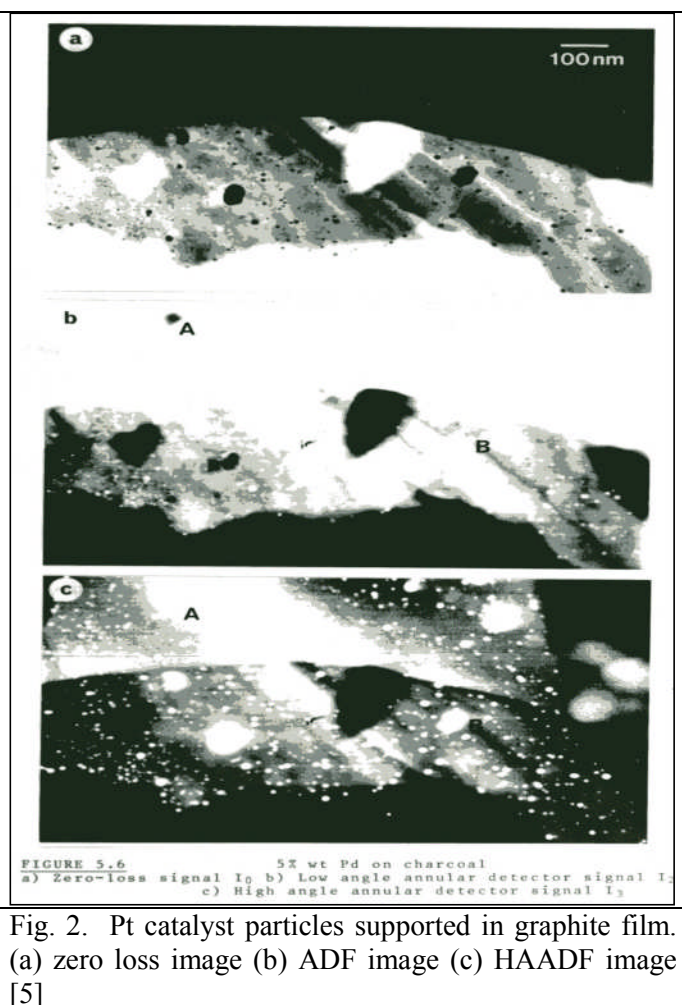 a
100nm
b
A
B
c
A
FIGURE 5.6 5% wt Pd on charcoal
a) Zero-loss signal I0 b) Low angle annular detector signal I2
c) High angle annular detector signal I3
Fig. 2. Pt catalyst particles supported in graphite film.
(a) zero loss image (b) ADF image (c) HAADF image
[5]